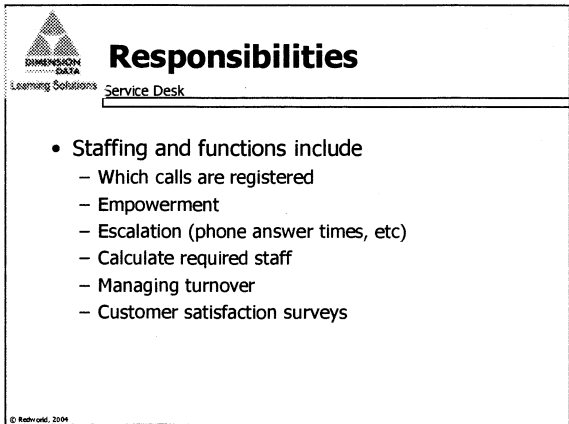 DIMENSION
DATA
Learning Solutions
Responsibilities
Service Desk
• Staffing and functions include
– Which calls are registered
– Empowerment
– Escalation (phone answer times, etc)
– Calculate required staff
– Managing turnover
– Customer satisfaction surveys
© Redworld, 2004